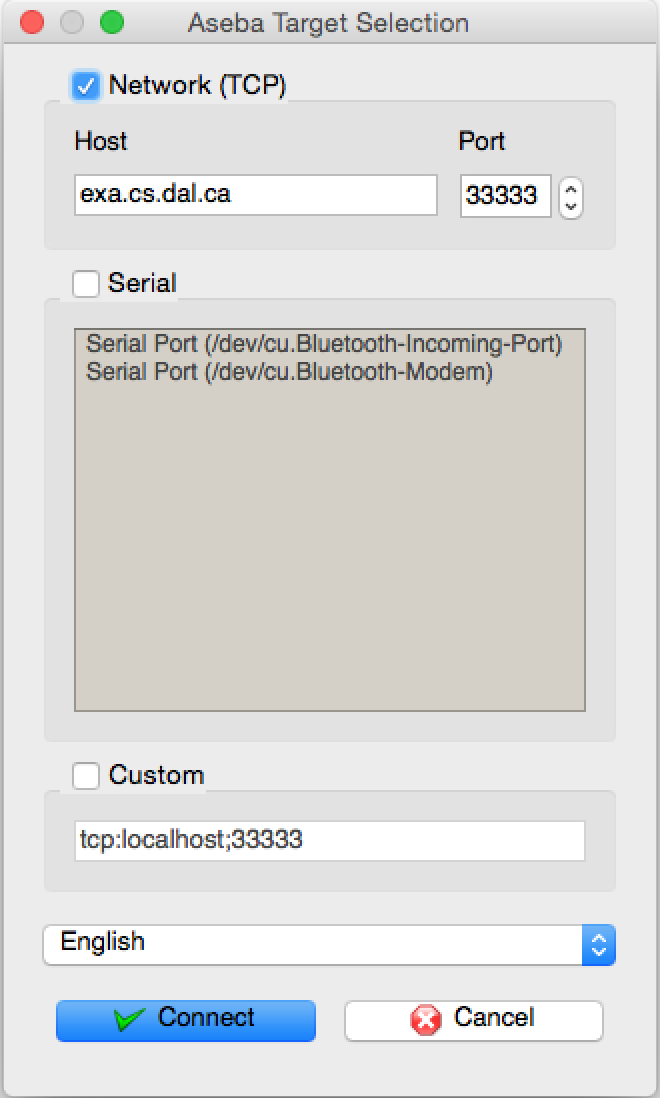 Aseba Target Selection
Network (TCP)
Host Port
exa.cs.dal.ca 33333
Serial
Serial Port (/dev/cu.Bluetooth-Incoming-Port)
Serial Port (/dev/cu.Bluetooth-Modem)
Custom
tcp:localhost;33333
English
Connect Cancel